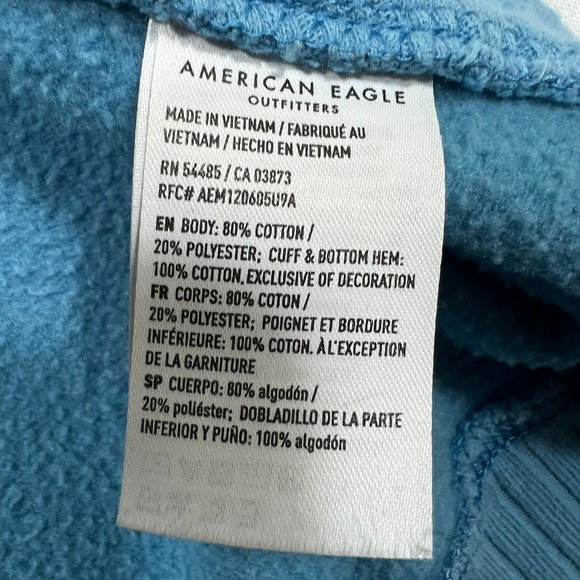 AMERICAN EAGLE
OUTFITTERS
MADE IN VIETNAM / FABRIQUÉ AU
VIETNAM / HECHO EN VIETNAM
RN 54485 / CA 03873
RFC# AEM120605U9A
EN BODY: 80% COTTON /
20% POLYESTER; CUFF & BOTTOM HEM:
100% COTTON, EXCLUSIVE OF DECORATION
FR CORPS: 80% COTON /
20% POLYESTER; POIGNET ET BORDURE
INFÉRIEURE: 100% COTON. À L'EXCEPTION
DE LA GARNITURE
SP CUERPO: 80% algodón /
20% poliéster; DOBLADILLO DE LA PARTE
INFERIOR Y PUÑO: 100% algodón